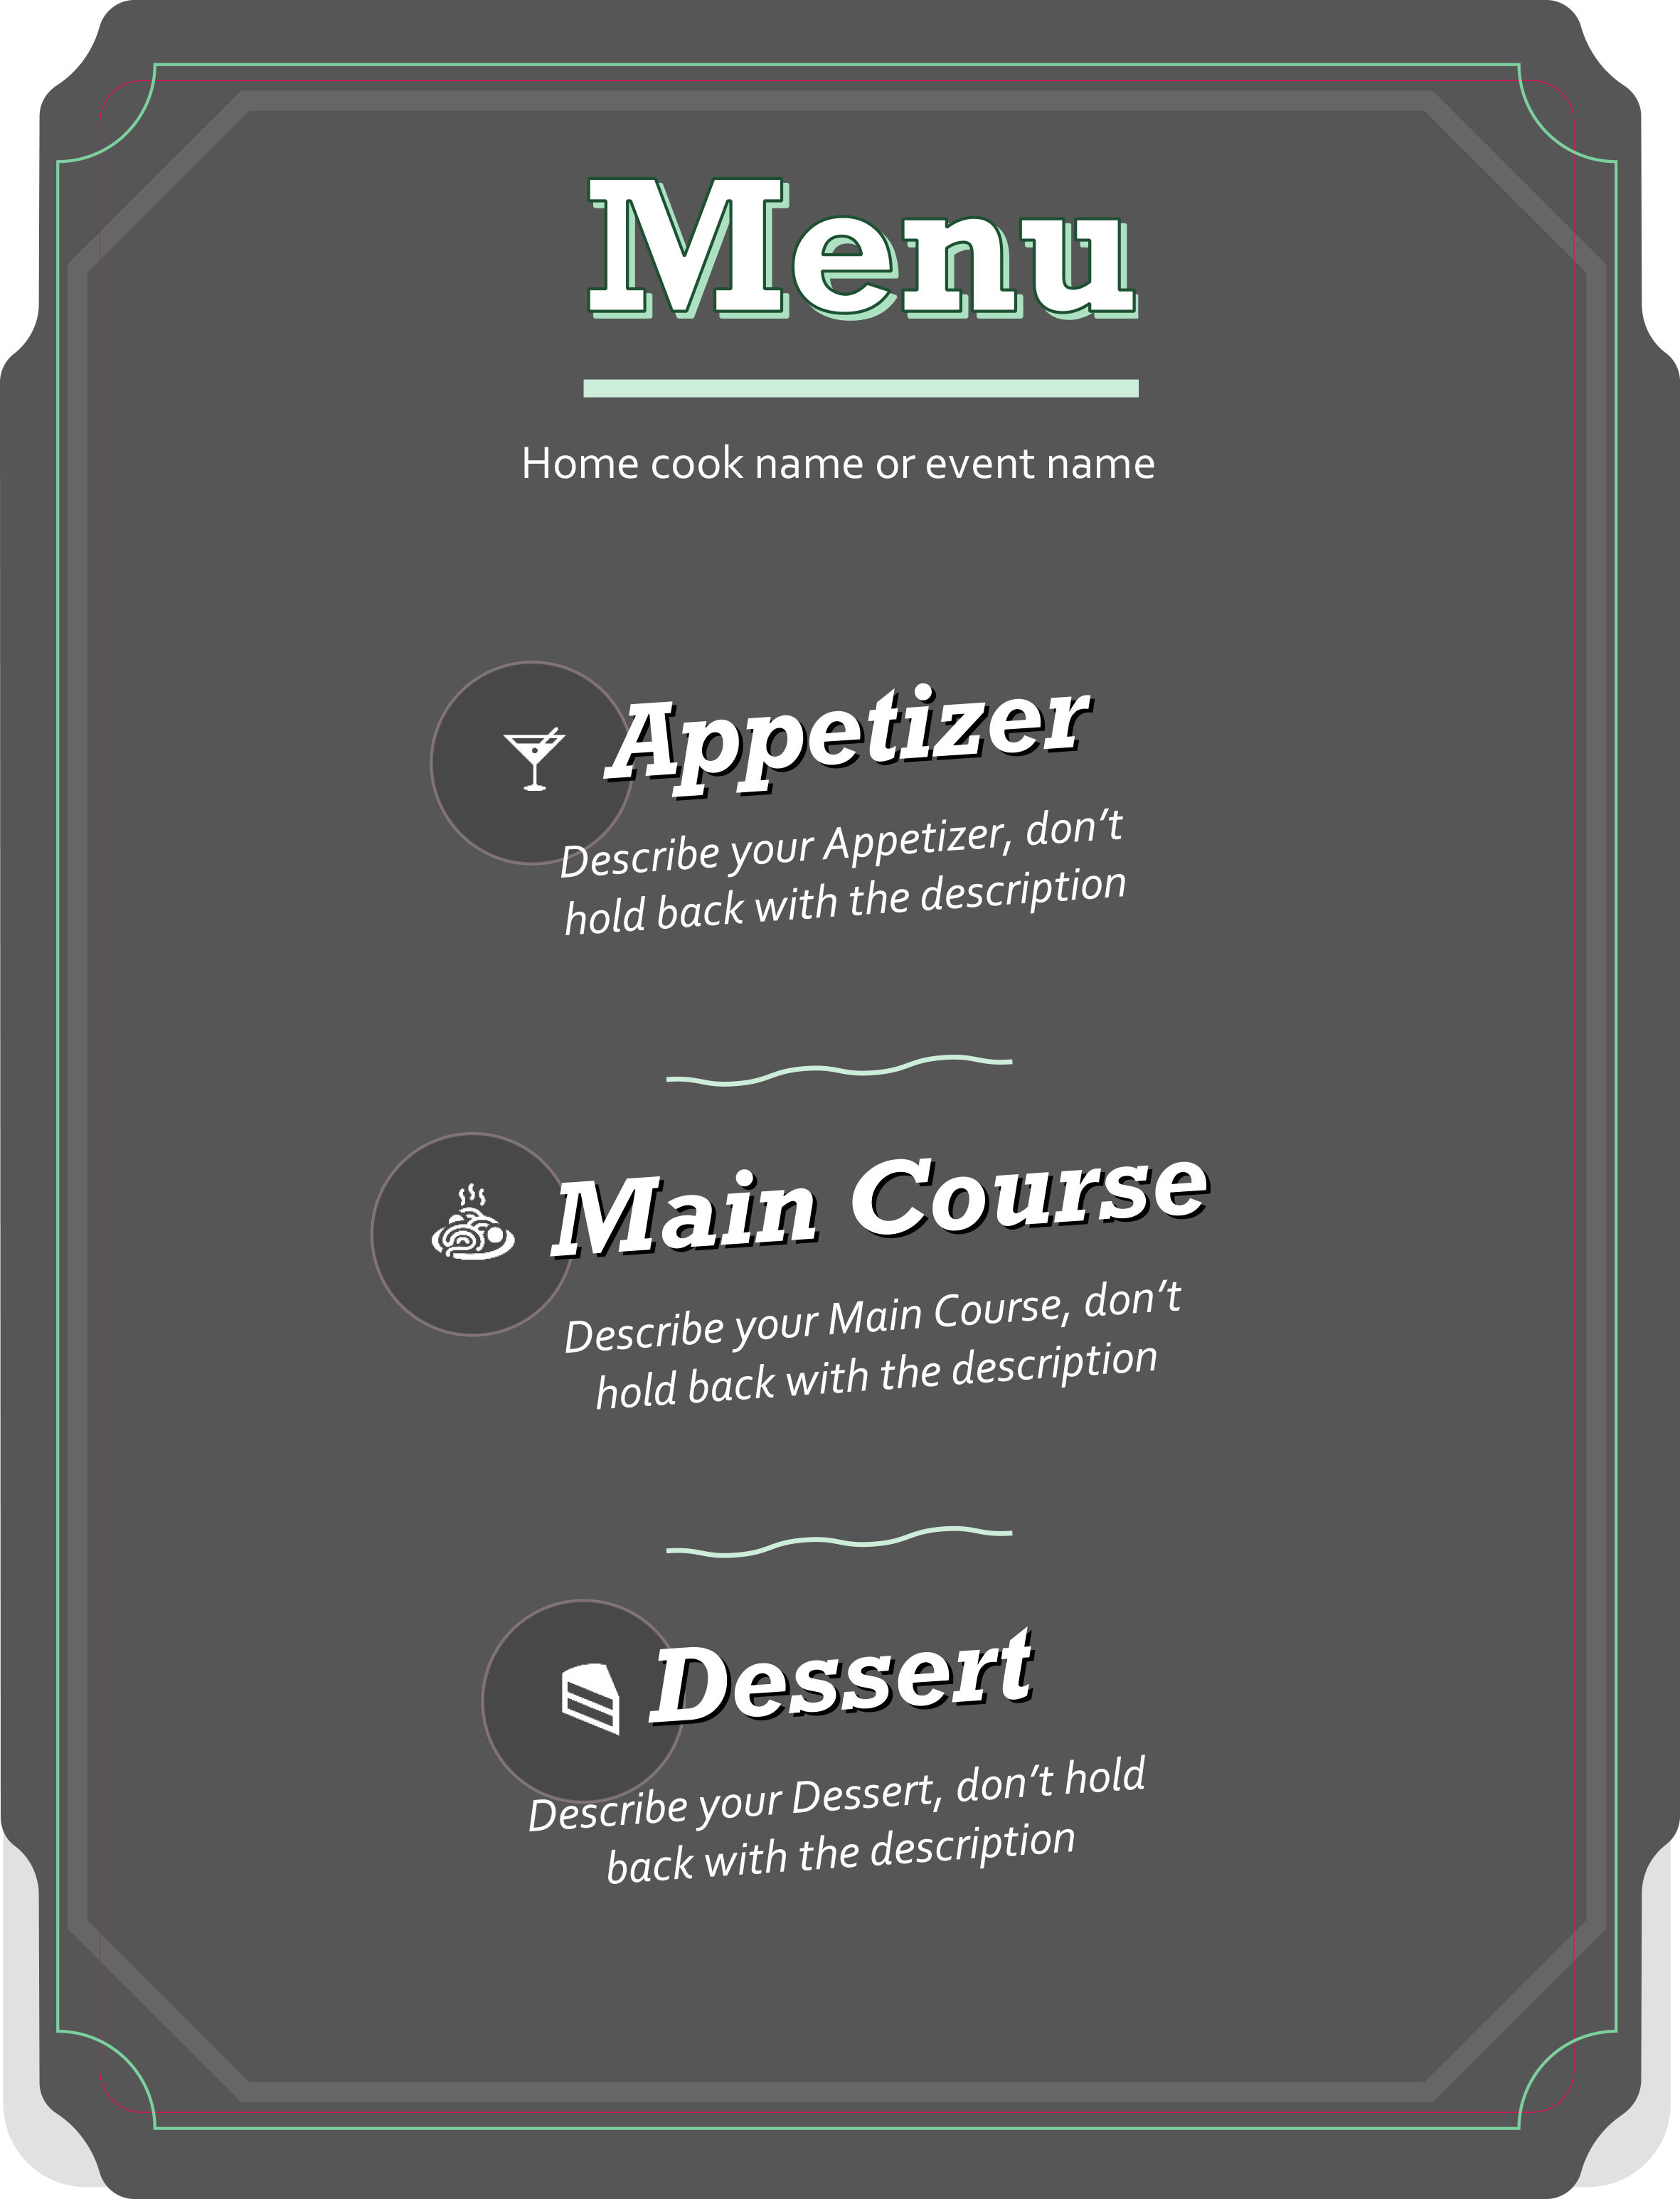 Menu
Home cook name or event name
Appetizer
Describe your Appetizer, don’t
hold back with the description
Main Course
Describe your Main Course, don’t
hold back with the description
Dessert
Describe your Dessert, don’t hold
back with the description